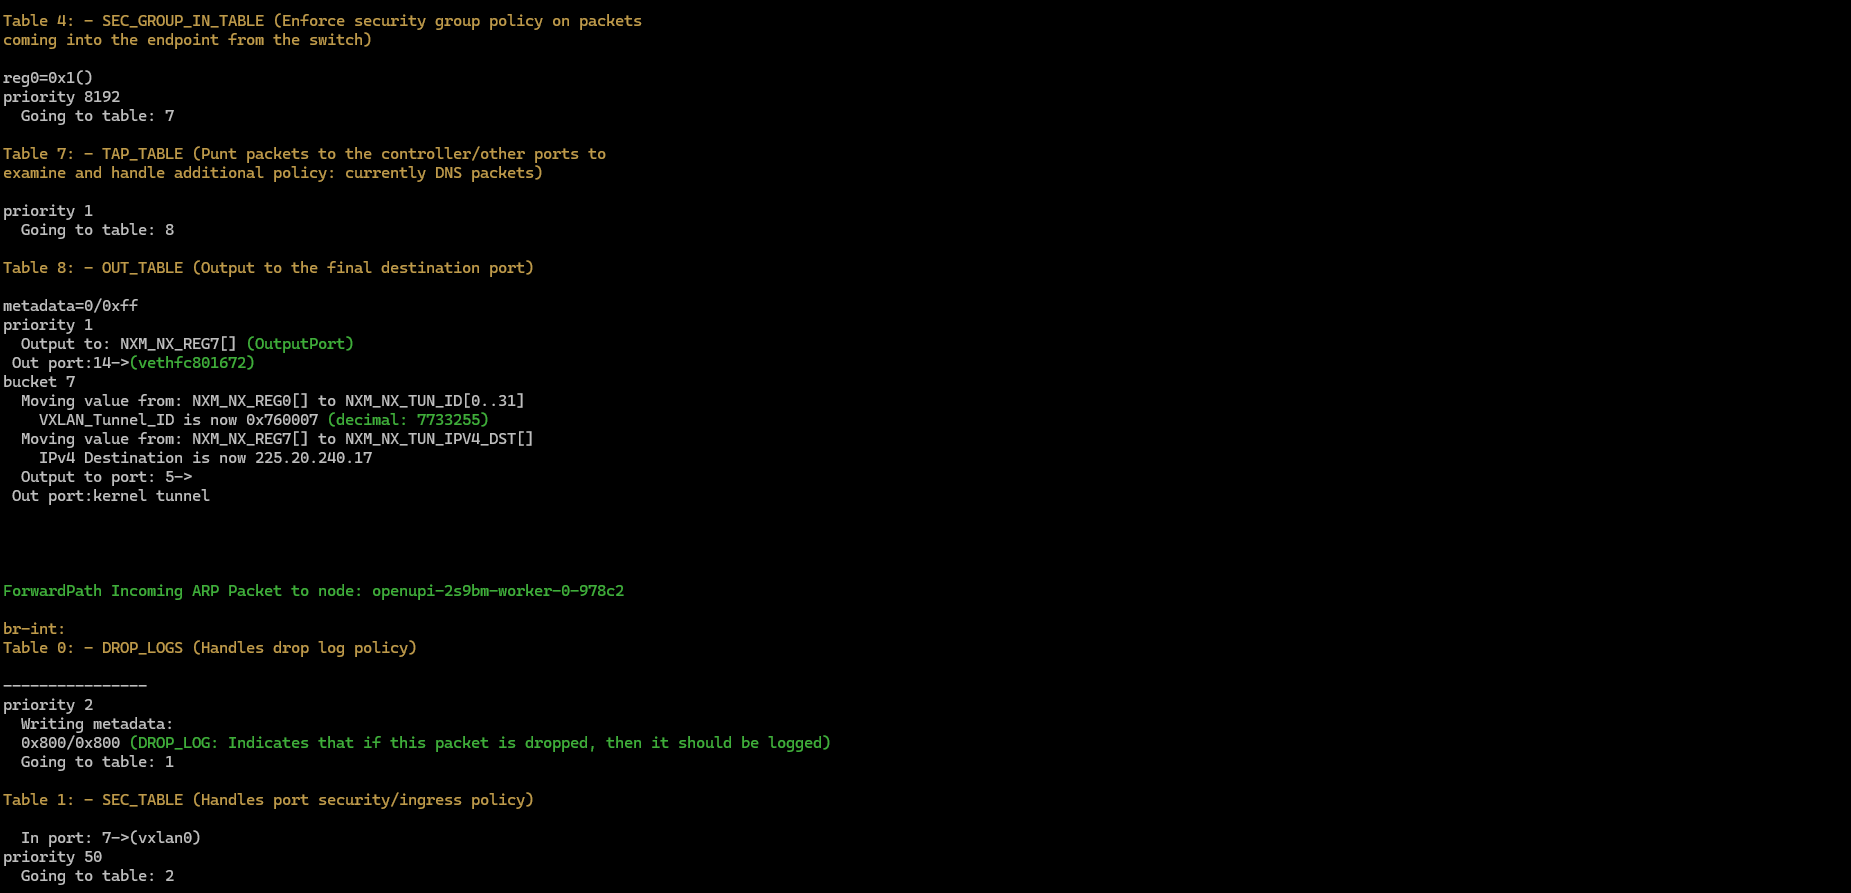 Table 4: - SEC_GROUP_IN_TABLE (Enforce security group policy on packets
coming into the endpoint from the switch)
reg0=0x1()
priority 8192
Going to table: 7
Table 7: - TAP_TABLE (Punt packets to the controller/other ports to
examine and handle additional policy: currently DNS packets)
priority 1
Going to table: 8
Table 8: - OUT_TABLE (Output to the final destination port)
metadata=0/0xff
priority 1
Output to: NXM_NX_REG7[] (OutputPort)
Out port:14->(vethfc801672)
bucket 7
Moving value from: NXM_NX_REG0[] to NXM_NX_TUN_ID[0..31]
VXLAN_Tunnel_ID is now 0x760007 (decimal: 7733255)
Moving value from: NXM_NX_REG7[] to NXM_NX_TUN_IPV4_DST[]
IPv4 Destination is now 225.20.240.17
Output to port: 5->
Out port:kernel tunnel
ForwardPath Incoming ARP Packet to node: openupi-2s9bm-worker-0-978c2
br-int:
Table 0: - DROP_LOGS (Handles drop log policy)
----------------
priority 2
Writing metadata:
0x800/0x800 (DROP_LOG: Indicates that if this packet is dropped, then it should be logged)
Going to table: 1
Table 1: - SEC_TABLE (Handles port security/ingress policy)
In port: 7->(vxlan0)
priority 50
Going to table: 2